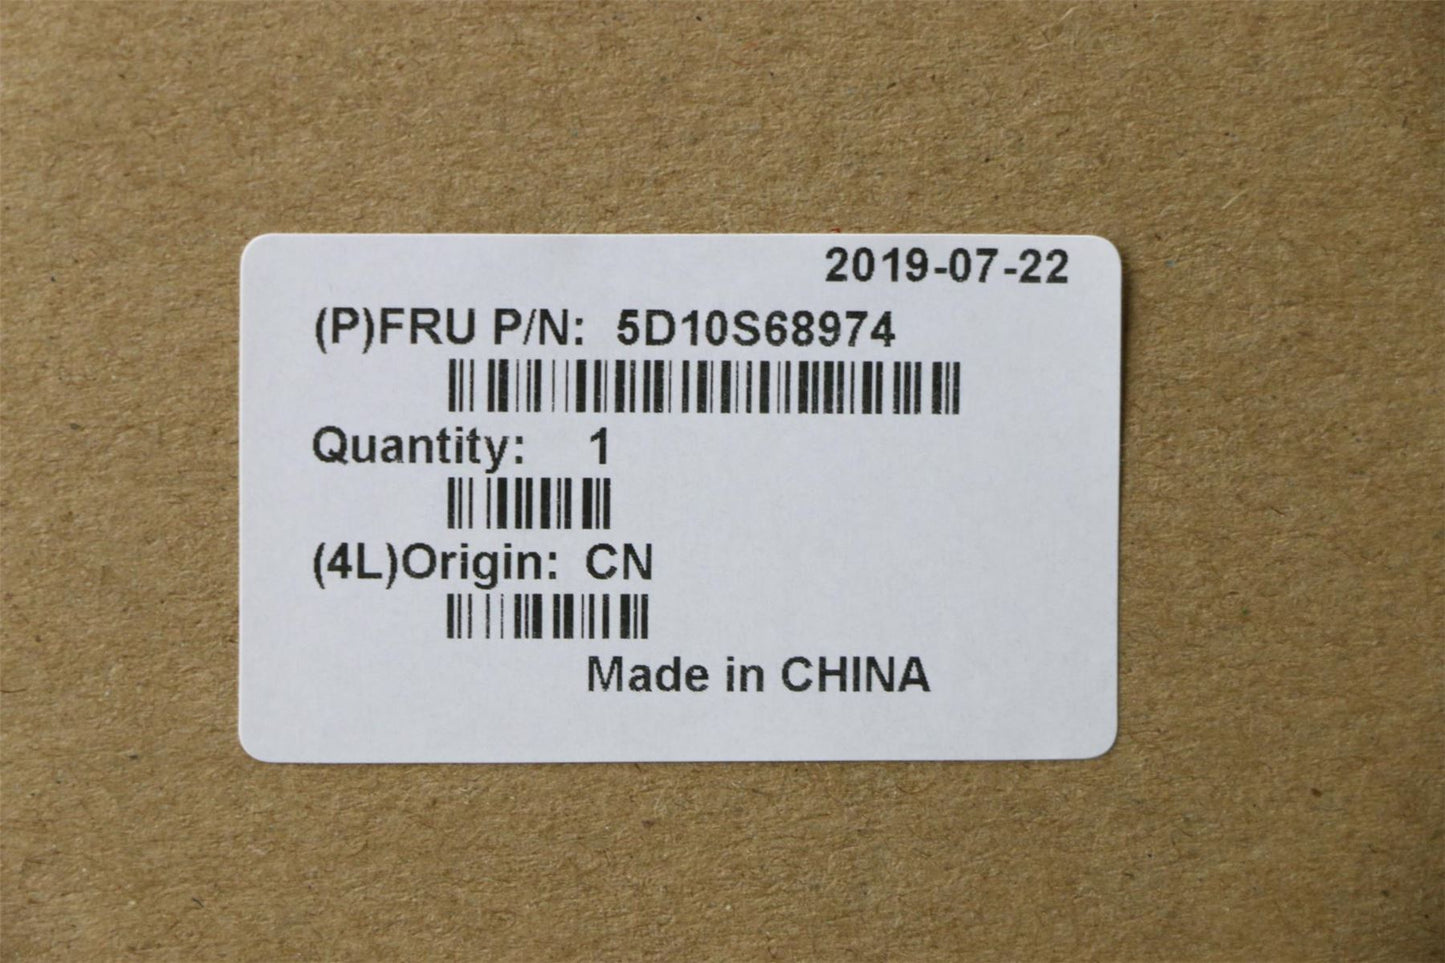 2019-07-22
(P)FRU P/N: 5D10S68974
Quantity: 1
(4L)Origin: CN
Made in CHINA